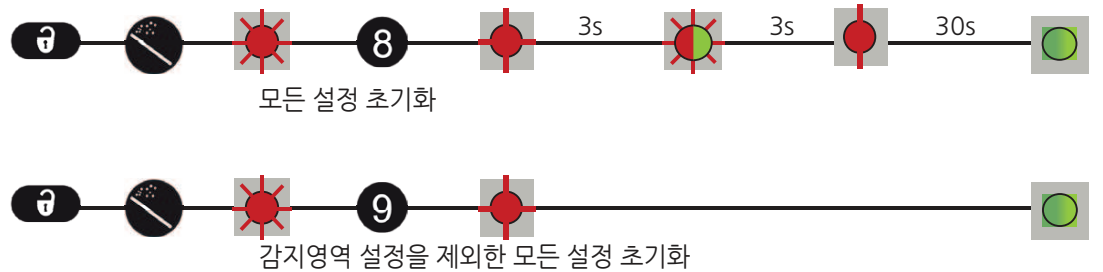 8 3s 3s 30s
모든 설정 초기화
9
감지영역 설정을 제외한 모든 설정 초기화